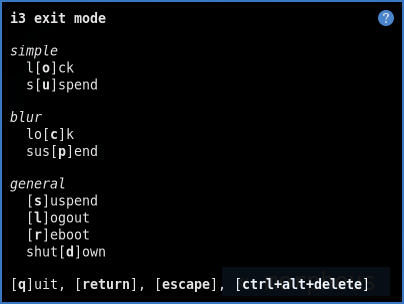 i3 exit mode
?
simple
l[o]ck
s[u]spend
blur
lo[c]k
sus[p]end
general
[s]uspend
[l]ogout
[r]eboot
shut[d]own
[q]uit, [return], [escape], [ctrl+alt+delete]